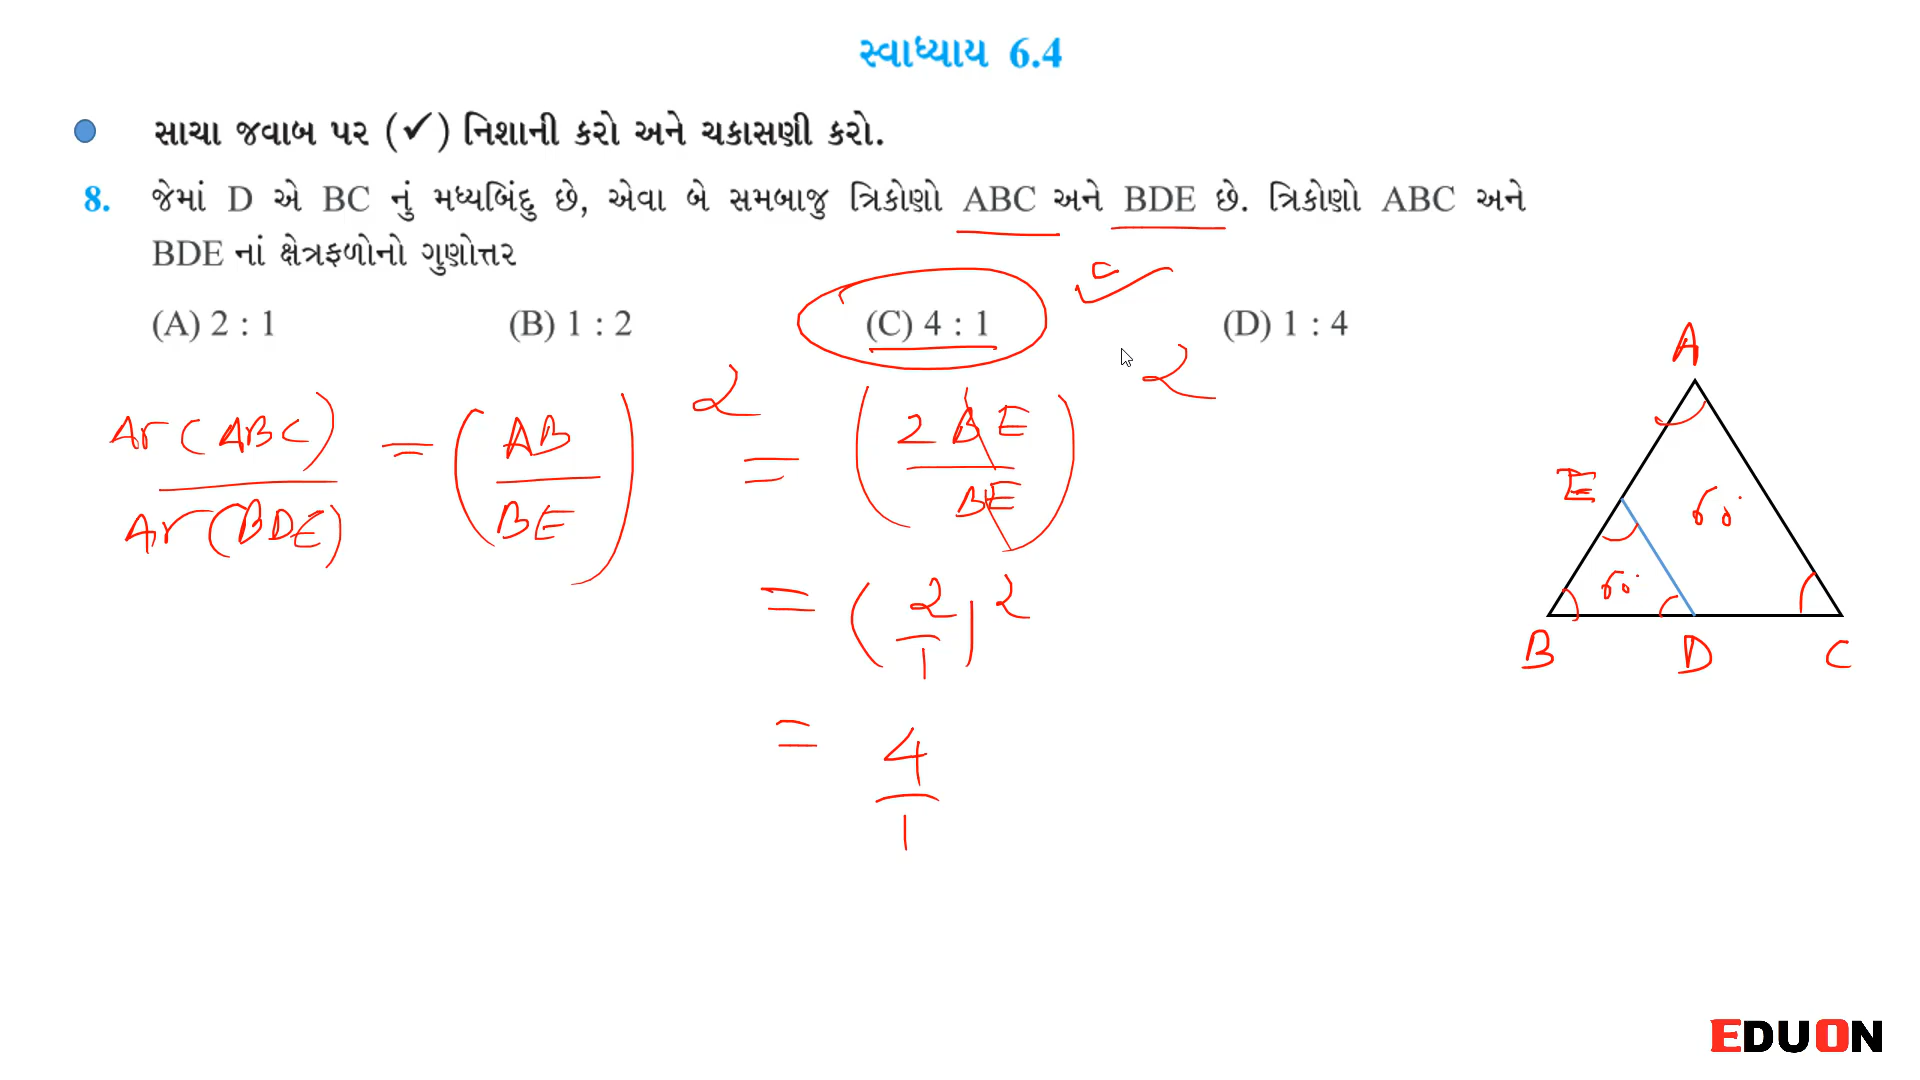 સ્વાધ્યાય 6.4
સાચા જવાબ પર (✓) નિશાની કરો અને ચકાસણી કરો.
8. જેમાં D એ BC નું મધ્યબિંદુ છે, એવા બે સમબાજુ ત્રિકોણો ABC અને BDE છે. ત્રિકોણો ABC અને
BDE નાં ક્ષેત્રફળોનો ગુણોત્તર
(A) 2 : 1 (B) 1 : 2 (C) 4 : 1 (D) 1 : 4
Ar(ABC) / Ar(BDE) = (AB / BE)2 = (2BE / BE)2
= (2 / 1)2
= 4 / 1
A
E 60°
60°
B D C
EDUON